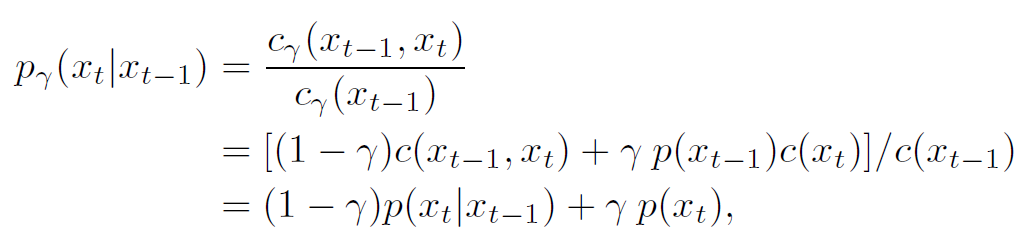 p_γ(x_t|x_{t−1}) = \frac{c_γ(x_{t−1}, x_t)}{c_γ(x_{t−1})}
= [(1 − γ)c(x_{t−1}, x_t) + γ p(x_{t−1})c(x_t)]/c(x_{t−1})
= (1 − γ)p(x_t|x_{t−1}) + γ p(x_t),